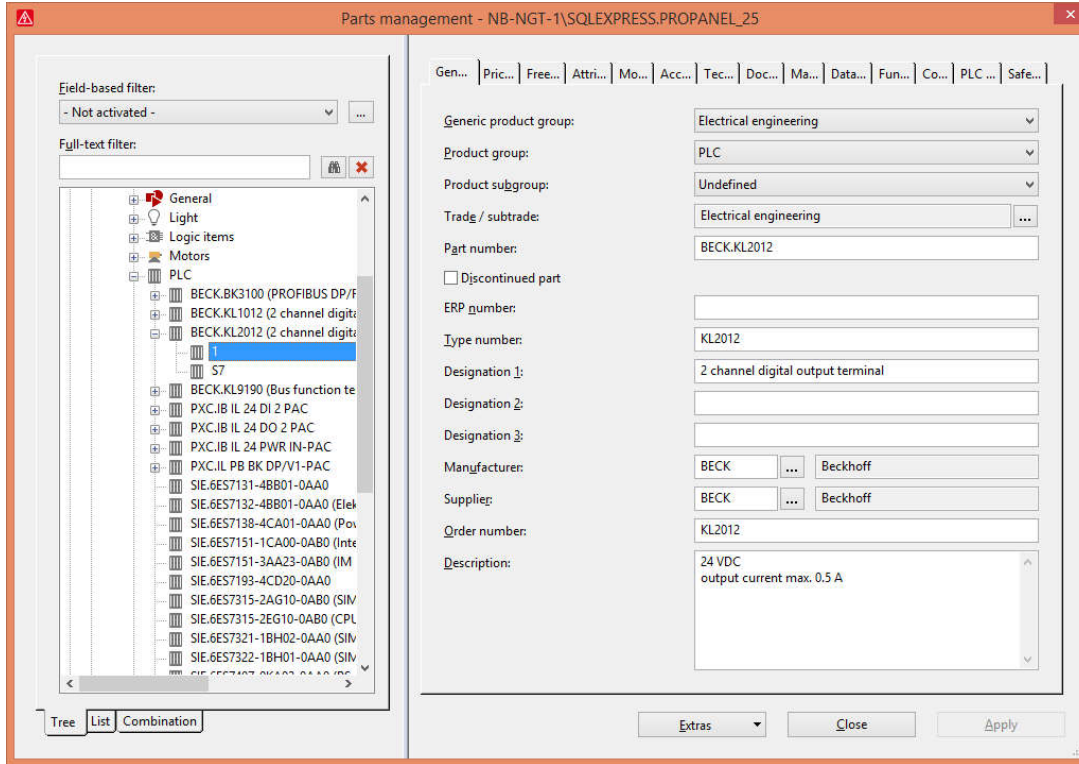 Parts management - NB-NGT-1\SQLEXPRESS.PROPANEL_25
Field-based filter:
- Not activated -
...
Full-text filter:
General
Light
Logic items
Motors
PLC
BECK.BK3100 (PROFIBUS DP/F
BECK.KL1012 (2 channel digita
BECK.KL2012 (2 channel digita
1
S7
BECK.KL9190 (Bus function te
PXC.IB IL 24 DI 2 PAC
PXC.IB IL 24 DO 2 PAC
PXC.IB IL 24 PWR IN-PAC
PXC.IL PB BK DP/V1-PAC
SIE.6ES7131-4BB01-0AA0
SIE.6ES7132-4BB01-0AA0 (Elek
SIE.6ES7138-4CA01-0AA0 (Pov
SIE.6ES7151-1CA00-0AB0 (Inte
SIE.6ES7151-3AA23-0AB0 (IM
SIE.6ES7193-4CD20-0AA0
SIE.6ES7315-2AG10-0AB0 (SIM
SIE.6ES7315-2EG10-0AB0 (CPU
SIE.6ES7321-1BH02-0AA0 (SIM
SIE.6ES7322-1BH01-0AA0 (SIM
Tree List Combination
Gen... Pric... Free... Attri... Mo... Acc... Tec... Doc... Ma... Data... Fun... Co... PLC ... Safe...
Generic product group: Electrical engineering
Product group: PLC
Product subgroup: Undefined
Trade / subtrade: Electrical engineering ...
Part number: BECK.KL2012
Discontinued part
ERP number:
Type number: KL2012
Designation 1: 2 channel digital output terminal
Designation 2:
Designation 3:
Manufacturer: BECK ... Beckhoff
Supplier: BECK ... Beckhoff
Order number: KL2012
Description: 24 VDC
output current max. 0.5 A
Extras Close Apply